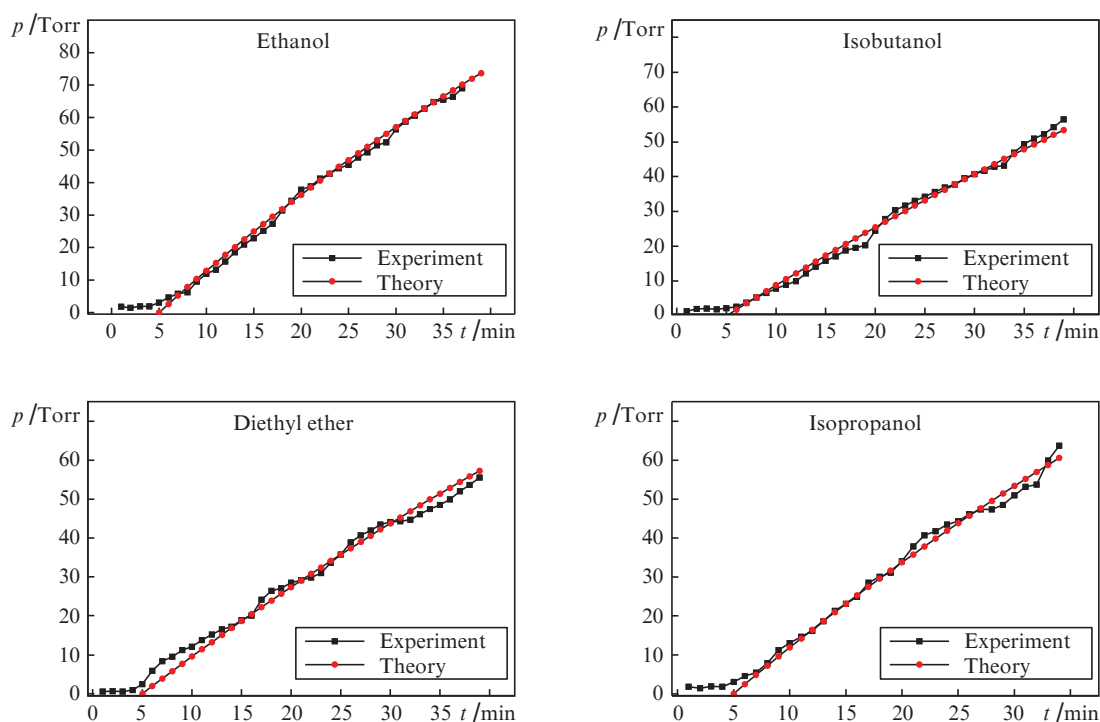 p /Torr
Ethanol
80
70
60
50
40
30
20
10
0
Experiment
Theory
0 5 10 15 20 25 30 35 t /min
p /Torr
Isobutanol
80
70
60
50
40
30
20
10
0
Experiment
Theory
0 5 10 15 20 25 30 35 t /min
p /Torr
Diethyl ether
60
50
40
30
20
10
0
Experiment
Theory
0 5 10 15 20 25 30 35 t /min
p /Torr
Isopropanol
60
50
40
30
20
10
0
Experiment
Theory
0 5 10 15 20 25 30 t /min